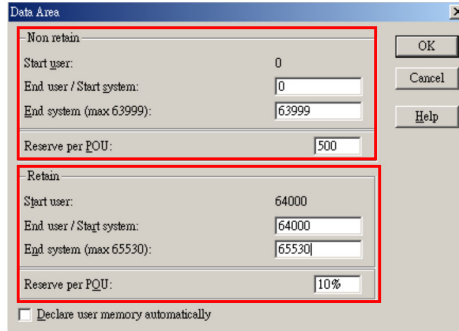 Data Area
Non retain
Start user: 0
End user / Start system: 0
End system (max 63999): 63999
Reserve per POU: 500
Retain
Start user: 64000
End user / Start system: 64000
End system (max 65530): 65530
Reserve per POU: 10%
Declare user memory automatically
OK
Cancel
Help